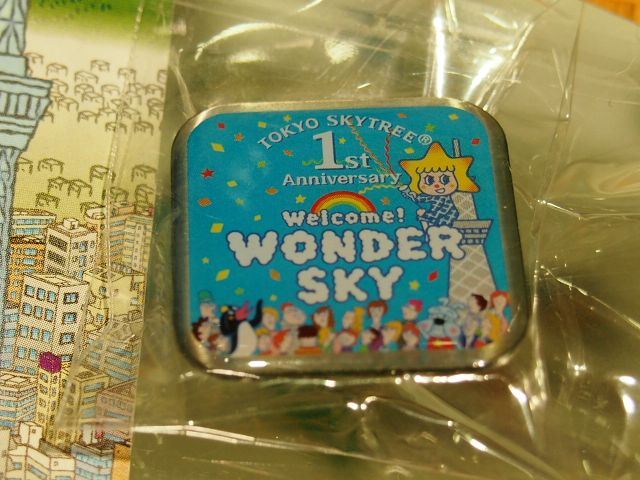 TOKYO SKYTREE®
1st
Anniversary
Welcome!
WONDER
SKY